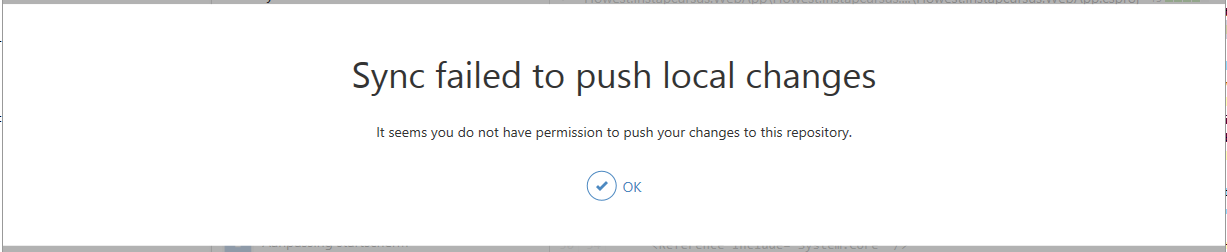 Sync failed to push local changes
It seems you do not have permission to push your changes to this repository.
OK